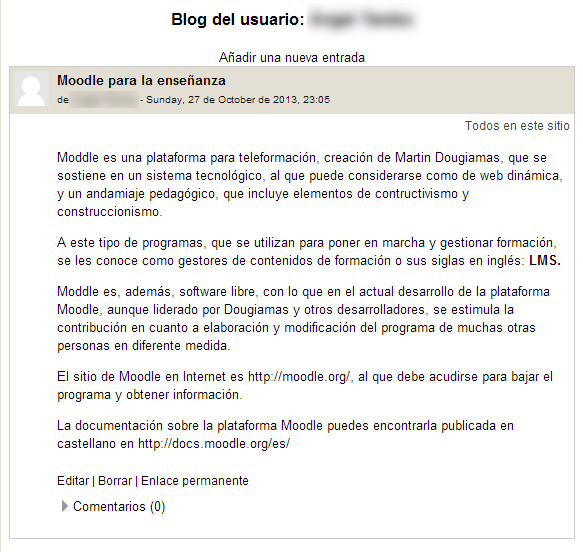 Blog del usuario:
Añadir una nueva entrada
Moodle para la enseñanza
de - Sunday, 27 de October de 2013, 23:05
Todos en este sitio
Moddle es una plataforma para teleformación, creación de Martin Dougiamas, que se
sostiene en un sistema tecnológico, al que puede considerarse como de web dinámica,
y un andamiaje pedagógico, que incluye elementos de contructivismo y
construccionismo.
A este tipo de programas, que se utilizan para poner en marcha y gestionar formación,
se les conoce como gestores de contenidos de formación o sus siglas en inglés: LMS.
Moddle es, además, software libre, con lo que en el actual desarrollo de la plataforma
Moodle, aunque liderado por Dougiamas y otros desarrolladores, se estimula la
contribución en cuanto a elaboración y modificación del programa de muchas otras
personas en diferente medida.
El sitio de Moodle en Internet es http://moodle.org/, al que debe acudirse para bajar el
programa y obtener información.
La documentación sobre la plataforma Moodle puedes encontrarla publicada en
castellano en http://docs.moodle.org/es/
Editar | Borrar | Enlace permanente
Comentarios (0)